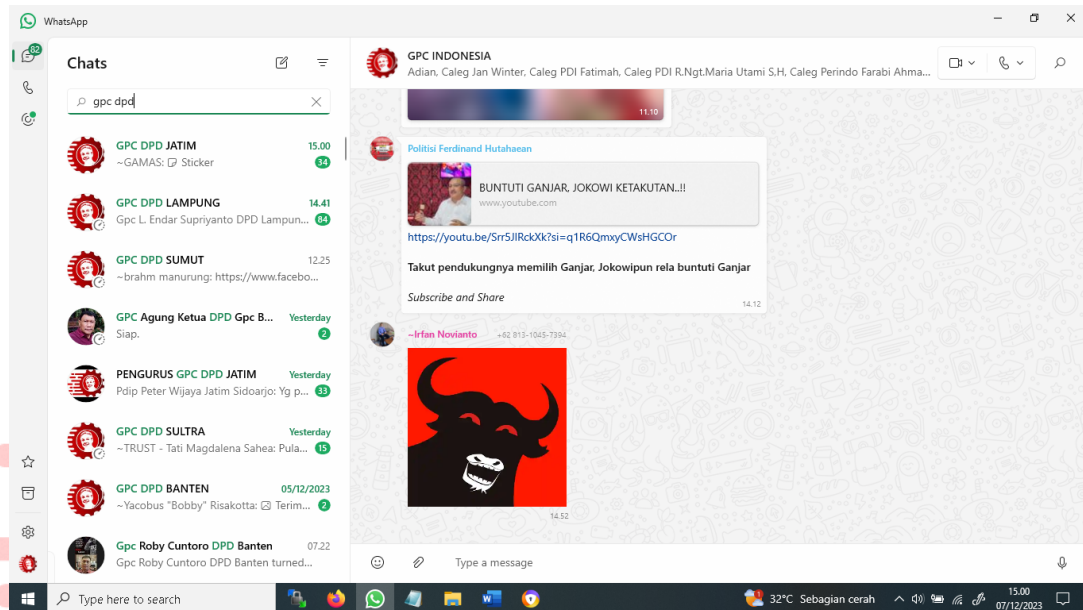 WhatsApp
82
Chats
gpc dpd
GPC DPD JATIM
15.00
~GAMAS: Sticker
34
GPC DPD LAMPUNG
14.41
Gpc L. Endar Supriyanto DPD Lampun...
84
GPC DPD SUMUT
12.25
~brahm manurung: https://www.facebo...
GPC Agung Ketua DPD Gpc B...
Yesterday
Siap.
2
PENGURUS GPC DPD JATIM
Yesterday
Pdip Peter Wijaya Jatim Sidoarjo: Yg p...
33
GPC DPD SULTRA
Yesterday
~TRUST - Tati Magdalena Sahea: Pula...
15
GPC DPD BANTEN
05/12/2023
~Yacobus "Bobby" Risakotta: Terim...
2
Gpc Roby Cuntoro DPD Banten
07.22
Gpc Roby Cuntoro DPD Banten turned...
GPC INDONESIA
Adian, Caleg Jan Winter, Caleg PDI Fatimah, Caleg PDI R.Ngt.Maria Utami S.H, Caleg Perindo Farabi Ahma...
11.10
Politisi Ferdinand Hutahaean
BUNTUTI GANJAR, JOKOWI KETAKUTAN..!!
www.youtube.com
https://youtu.be/Srr5JlRckXk?si=q1R6QmxyCWsHGCOr
Takut pendukungnya memilih Ganjar, Jokowipun rela buntuti Ganjar
Subscribe and Share
14.12
~Irfan Novianto +62 813-1045-7394
14.52
Type a message
Type here to search
32°C Sebagian cerah
15.00
07/12/2023